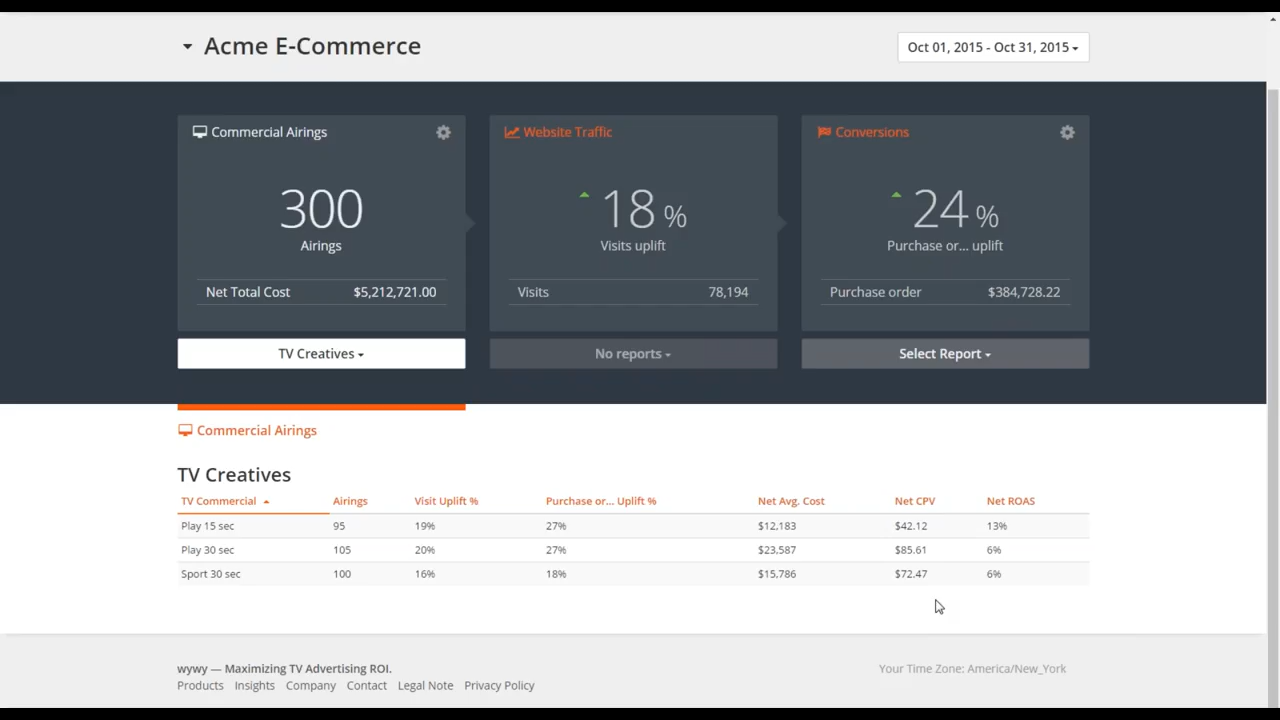 Acme E-Commerce
Oct 01, 2015 - Oct 31, 2015
Commercial Airings
300
Airings
Net Total Cost $5,212,721.00
TV Creatives
Website Traffic
18 %
Visits uplift
Visits 78,194
No reports
Conversions
24 %
Purchase or... uplift
Purchase order $384,728.22
Select Report
Commercial Airings
TV Creatives
TV Commercial Airings Visit Uplift % Purchase or... Uplift % Net Avg. Cost Net CPV Net ROAS
Play 15 sec 95 19% 27% $12,183 $42.12 13%
Play 30 sec 105 20% 27% $23,587 $85.61 6%
Sport 30 sec 100 16% 18% $15,786 $72.47 6%
wywy — Maximizing TV Advertising ROI.
Your Time Zone: America/New_York
Products Insights Company Contact Legal Note Privacy Policy